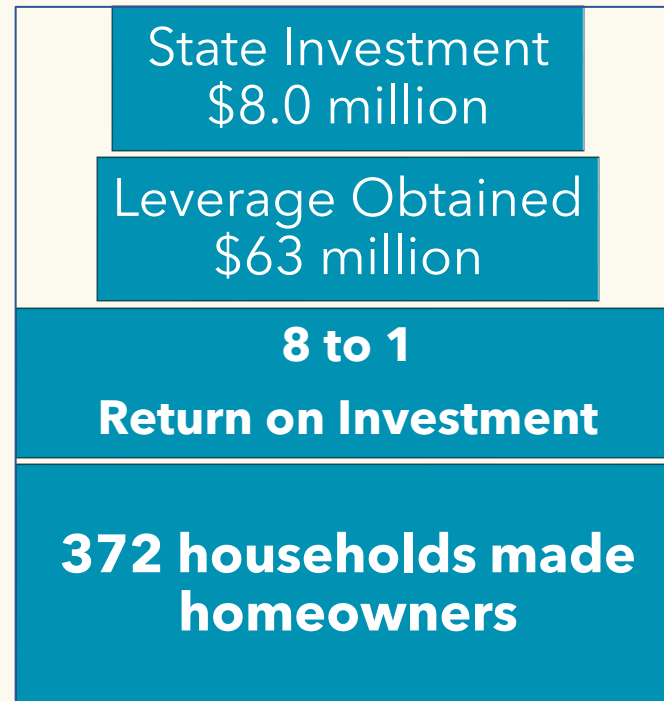 State Investment
$8.0 million
Leverage Obtained
$63 million
8 to 1
Return on Investment
372 households made
homeowners